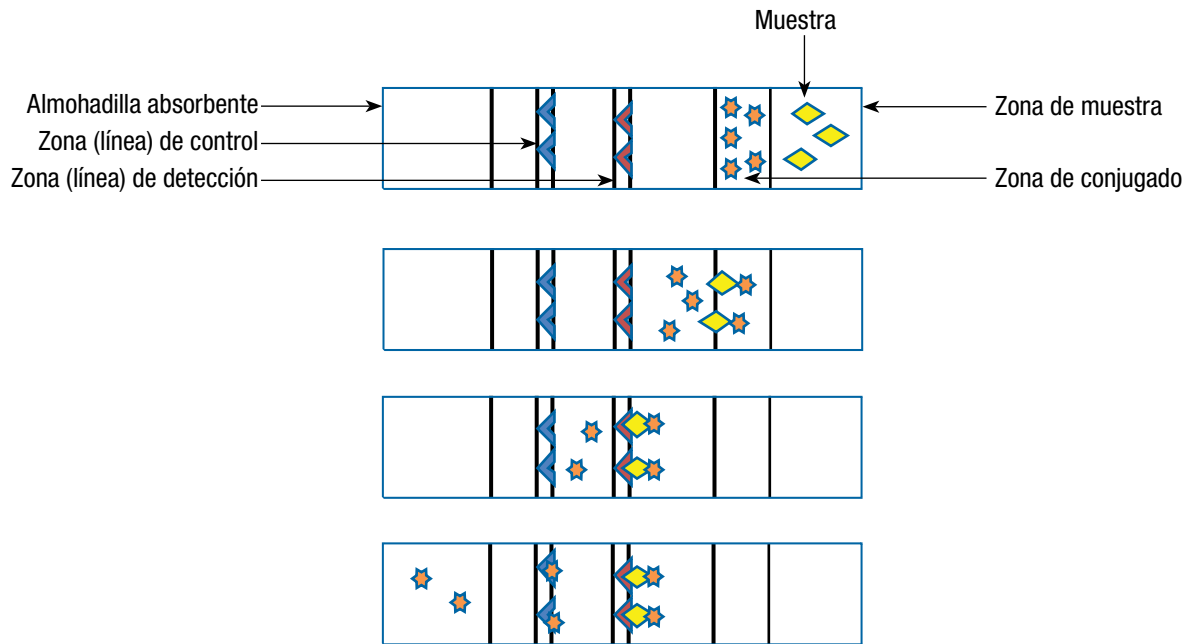 Muestra
Almohadilla absorbente
Zona (línea) de control
Zona (línea) de detección
Zona de muestra
Zona de conjugado